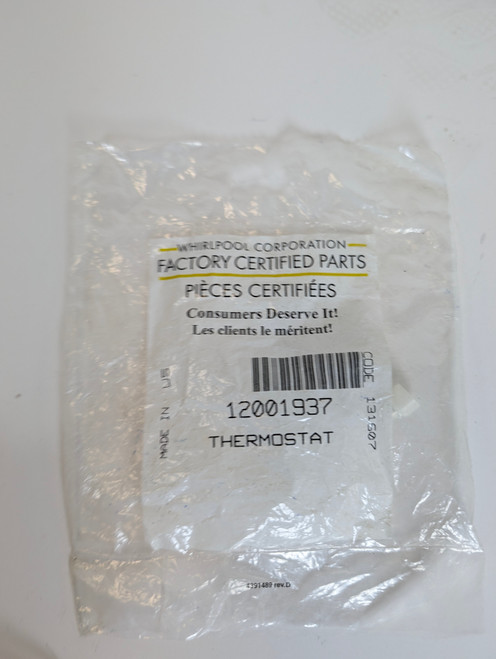 WHIRLPOOL CORPORATION
FACTORY CERTIFIED PARTS
PIÈCES CERTIFIÉES
Consumers Deserve It!
Les clients le méritent!
12001937
THERMOSTAT
MADE IN US
CODE 131507
rev.D